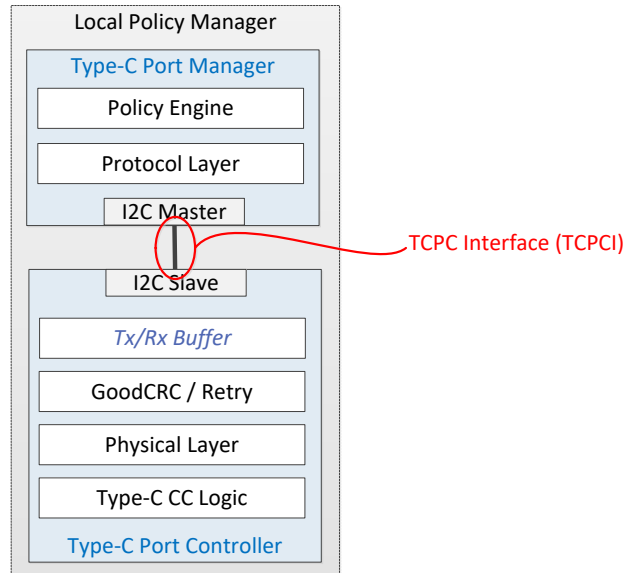 Local Policy Manager
Type-C Port Manager
Policy Engine
Protocol Layer
I2C Master
TCPC Interface (TCPCI)
I2C Slave
Tx/Rx Buffer
GoodCRC / Retry
Physical Layer
Type-C CC Logic
Type-C Port Controller